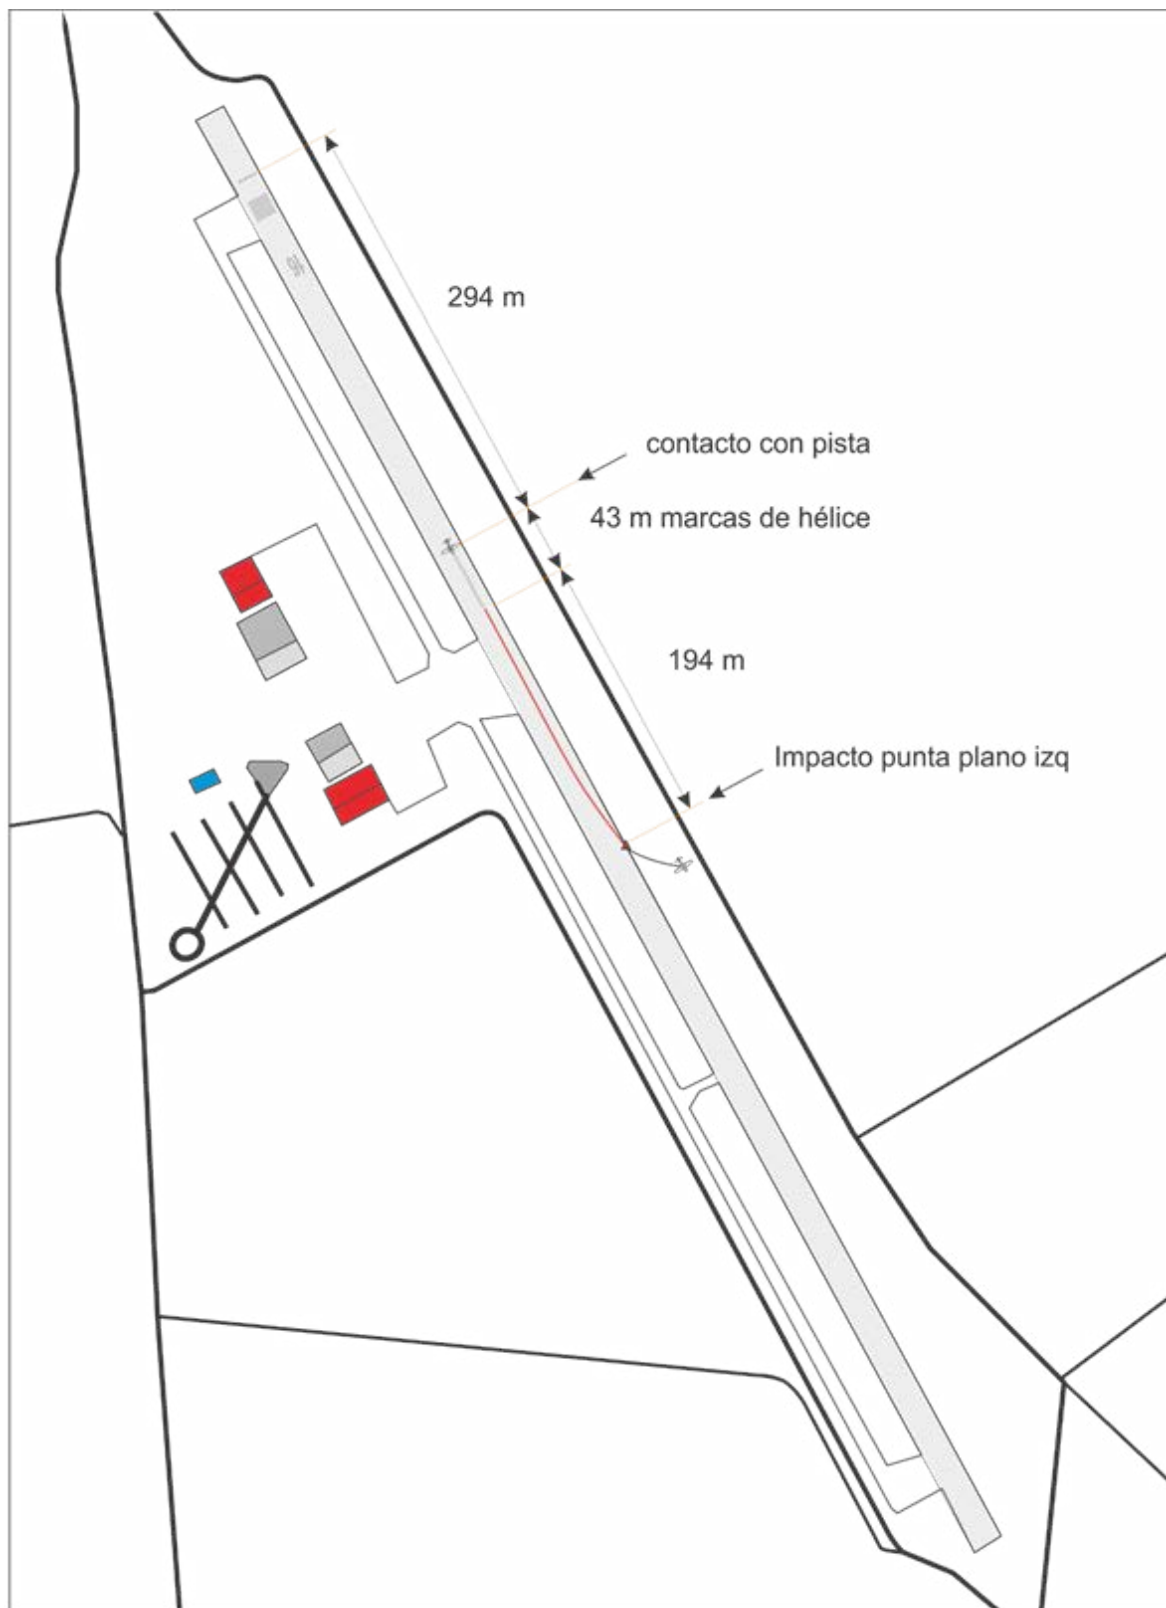 294 m
contacto con pista
43 m marcas de hélice
194 m
Impacto punta plano izq